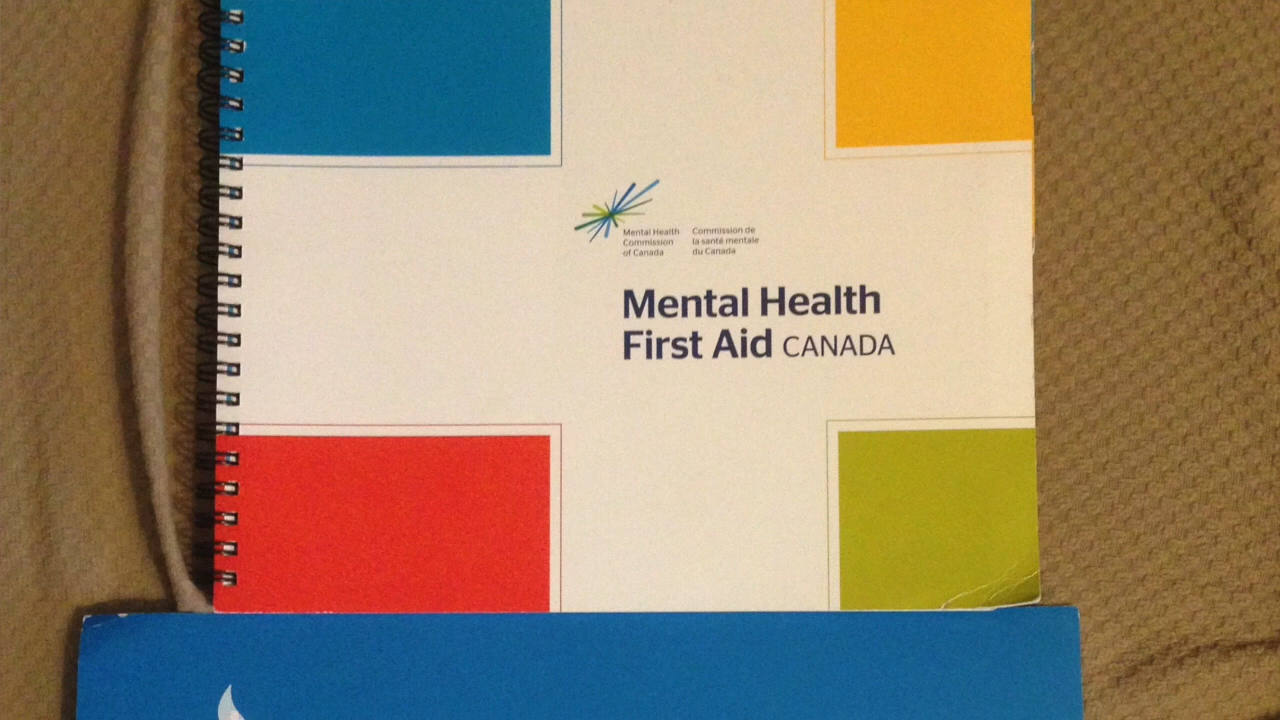 Mental Health
Commission
of Canada
Commission de
la santé mentale
du Canada
Mental Health
First Aid CANADA